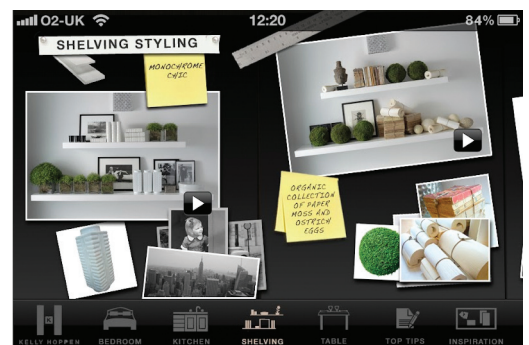 O2-UK 12:20 84%
SHELVING STYLING
MONOCHROME
CHIC
ORGANIC
COLLECTION
OF PAPER
MOSS AND
OSTRICH
EGGS
K
KELLY HOPPEN BEDROOM KITCHEN SHELVING TABLE TOP TIPS INSPIRATION